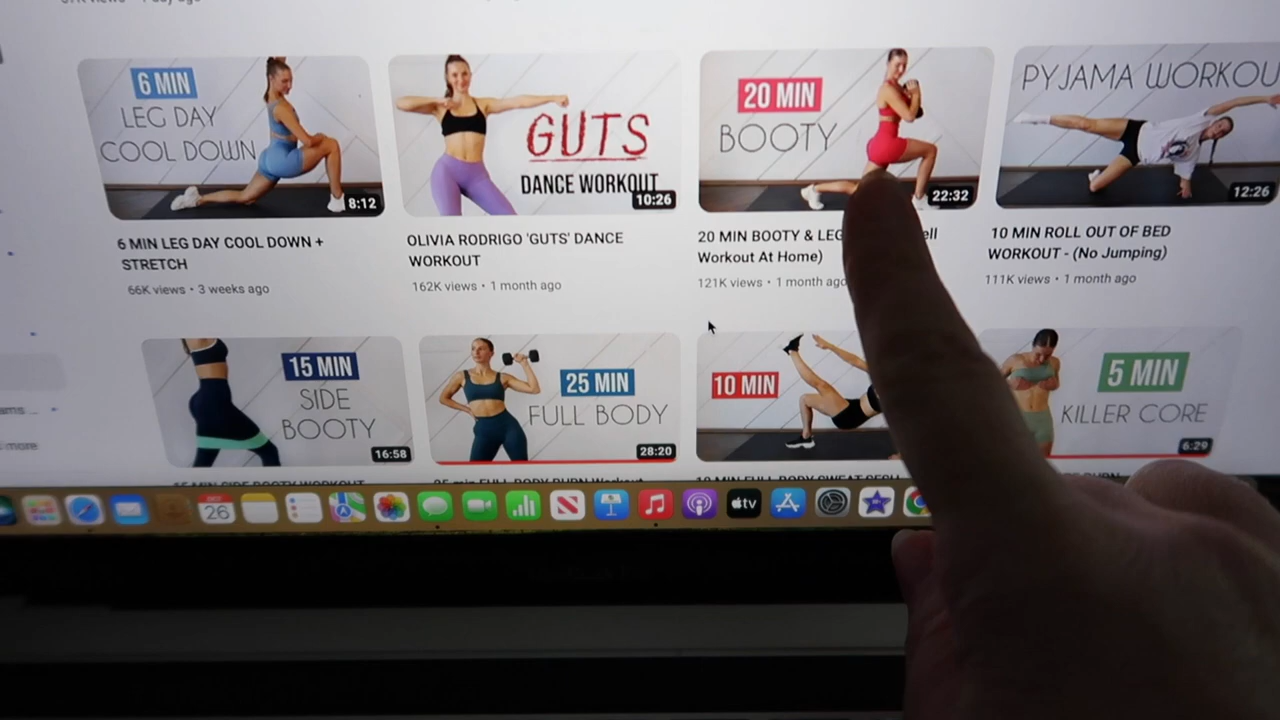 6 MIN
LEG DAY
COOL DOWN
8:12
GUTS
DANCE WORKOUT
10:26
20 MIN
BOOTY
22:32
PYJAMA WORKOU
12:26
6 MIN LEG DAY COOL DOWN +
STRETCH
66K views • 3 weeks ago
OLIVIA RODRIGO 'GUTS' DANCE
WORKOUT
162K views • 1 month ago
20 MIN BOOTY & LEG ell
Workout At Home)
121K views • 1 month ago
10 MIN ROLL OUT OF BED
WORKOUT - (No Jumping)
111K views • 1 month ago
15 MIN
SIDE
BOOTY
16:58
25 MIN
FULL BODY
28:20
10 MIN
5 MIN
KILLER CORE
6:29
more
26
tv